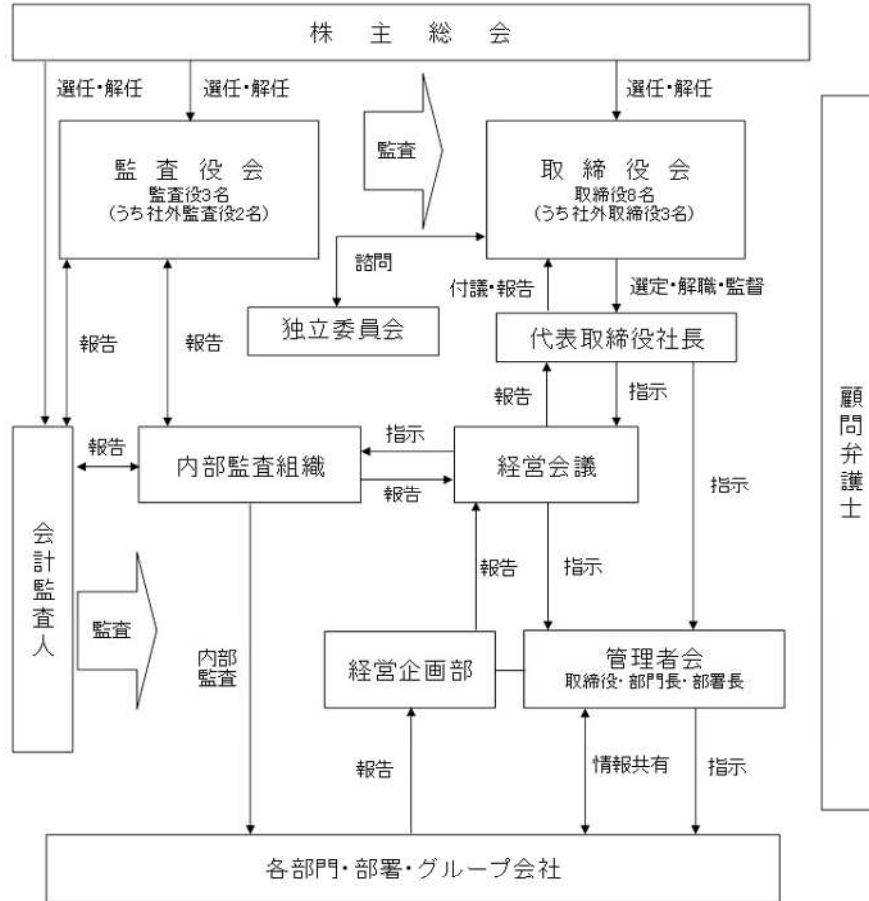 株主総会
選任・解任
選任・解任
選任・解任
監査役会
監査役3名
(うち社外監査役2名)
監査
取締役会
取締役8名
(うち社外取締役3名)
諮問
付議・報告
選定・解職・監督
独立委員会
代表取締役社長
報告
報告
報告
指示
顧問弁護士
報告
内部監査組織
指示
報告
経営会議
指示
会計監査人
監査
内部
監査
報告
指示
経営企画部
管理者会
取締役・部門長・部署長
報告
情報共有
指示
各部門・部署・グループ会社